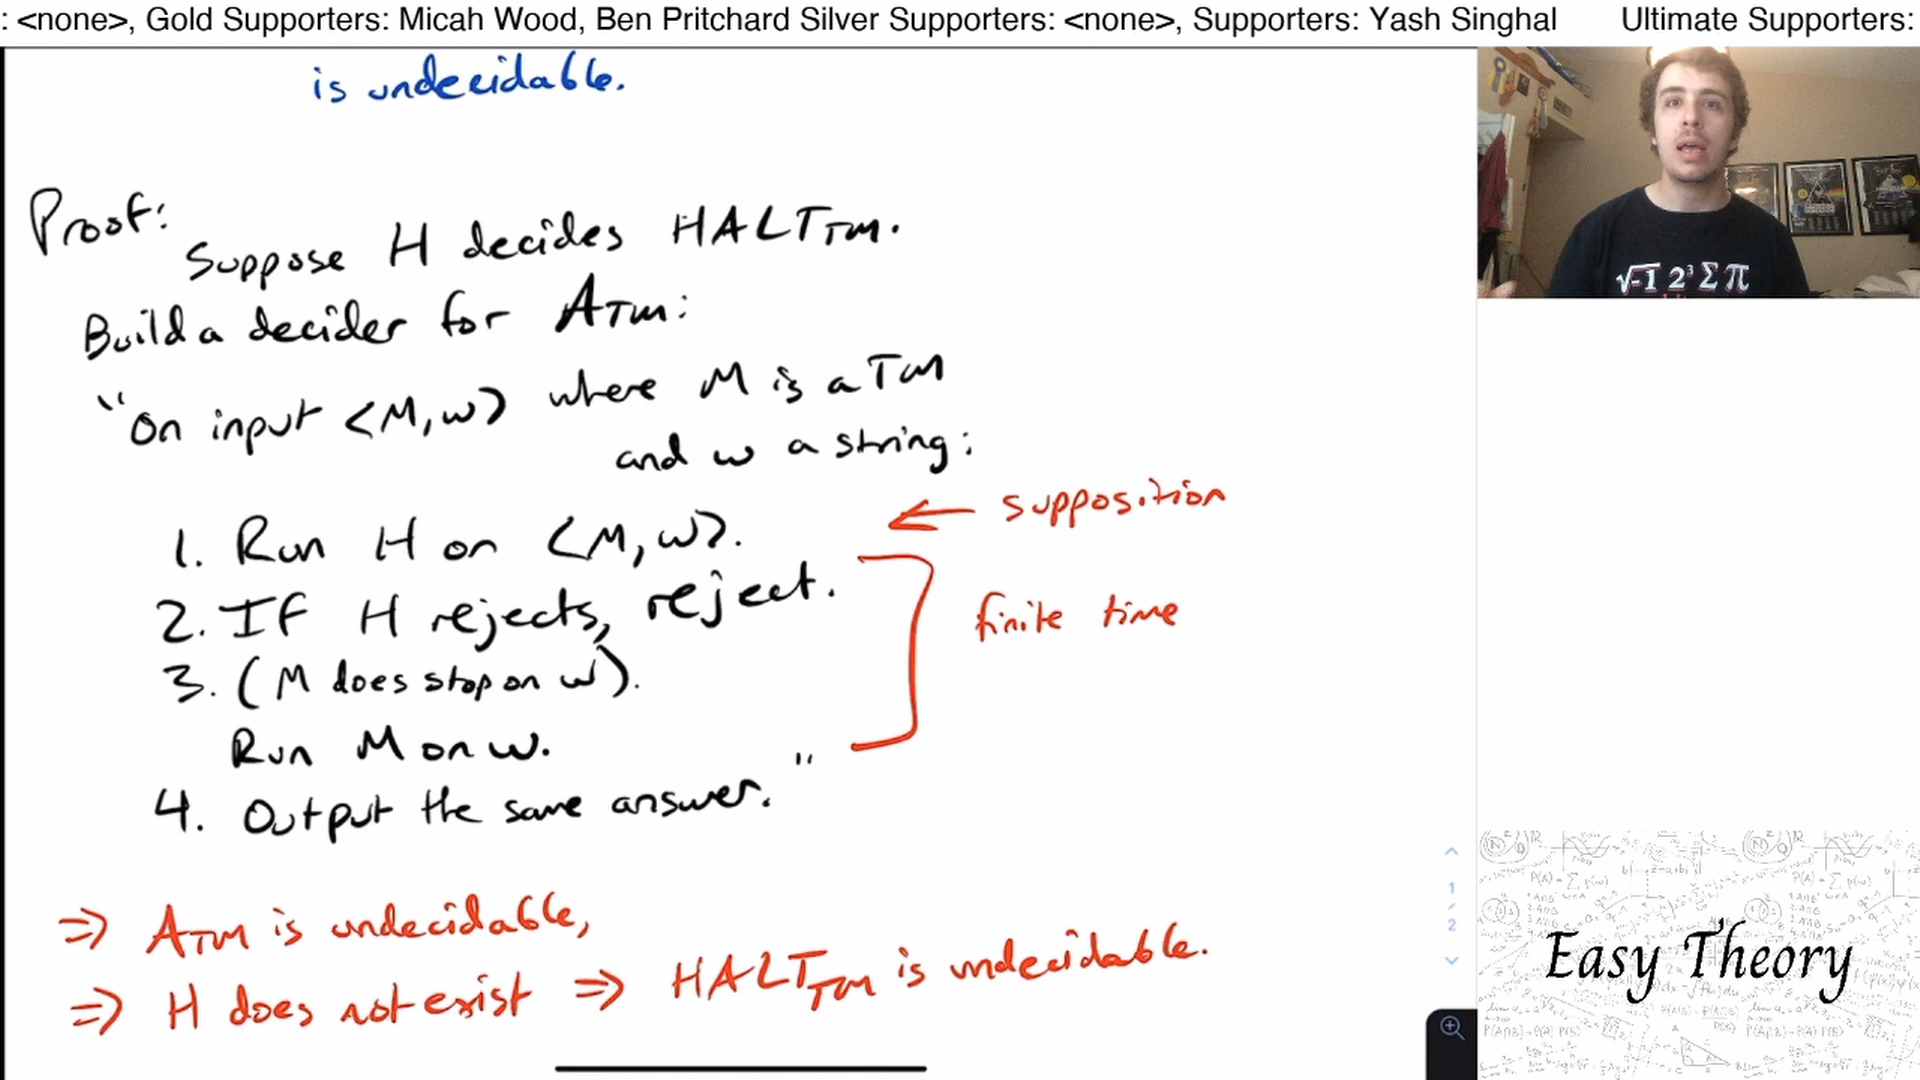 : <none>, Gold Supporters: Micah Wood, Ben Pritchard Silver Supporters: <none>, Supporters: Yash Singhal Ultimate Supporters:
is undecidable.
Proof:
Suppose H decides HALTTM.
Build a decider for ATM:
"On input <M,w> where M is a TM
and w a string:
1. Run H on <M,w>.
← supposition
2. If H rejects, reject.
finite time
3. (M does stop on w).
Run M on w.
4. Output the same answer."
⇒ ATM is undecidable,
⇒ H does not exist ⇒ HALTTM is undecidable.
√-1 2³ Σ π
1
2
Easy Theory